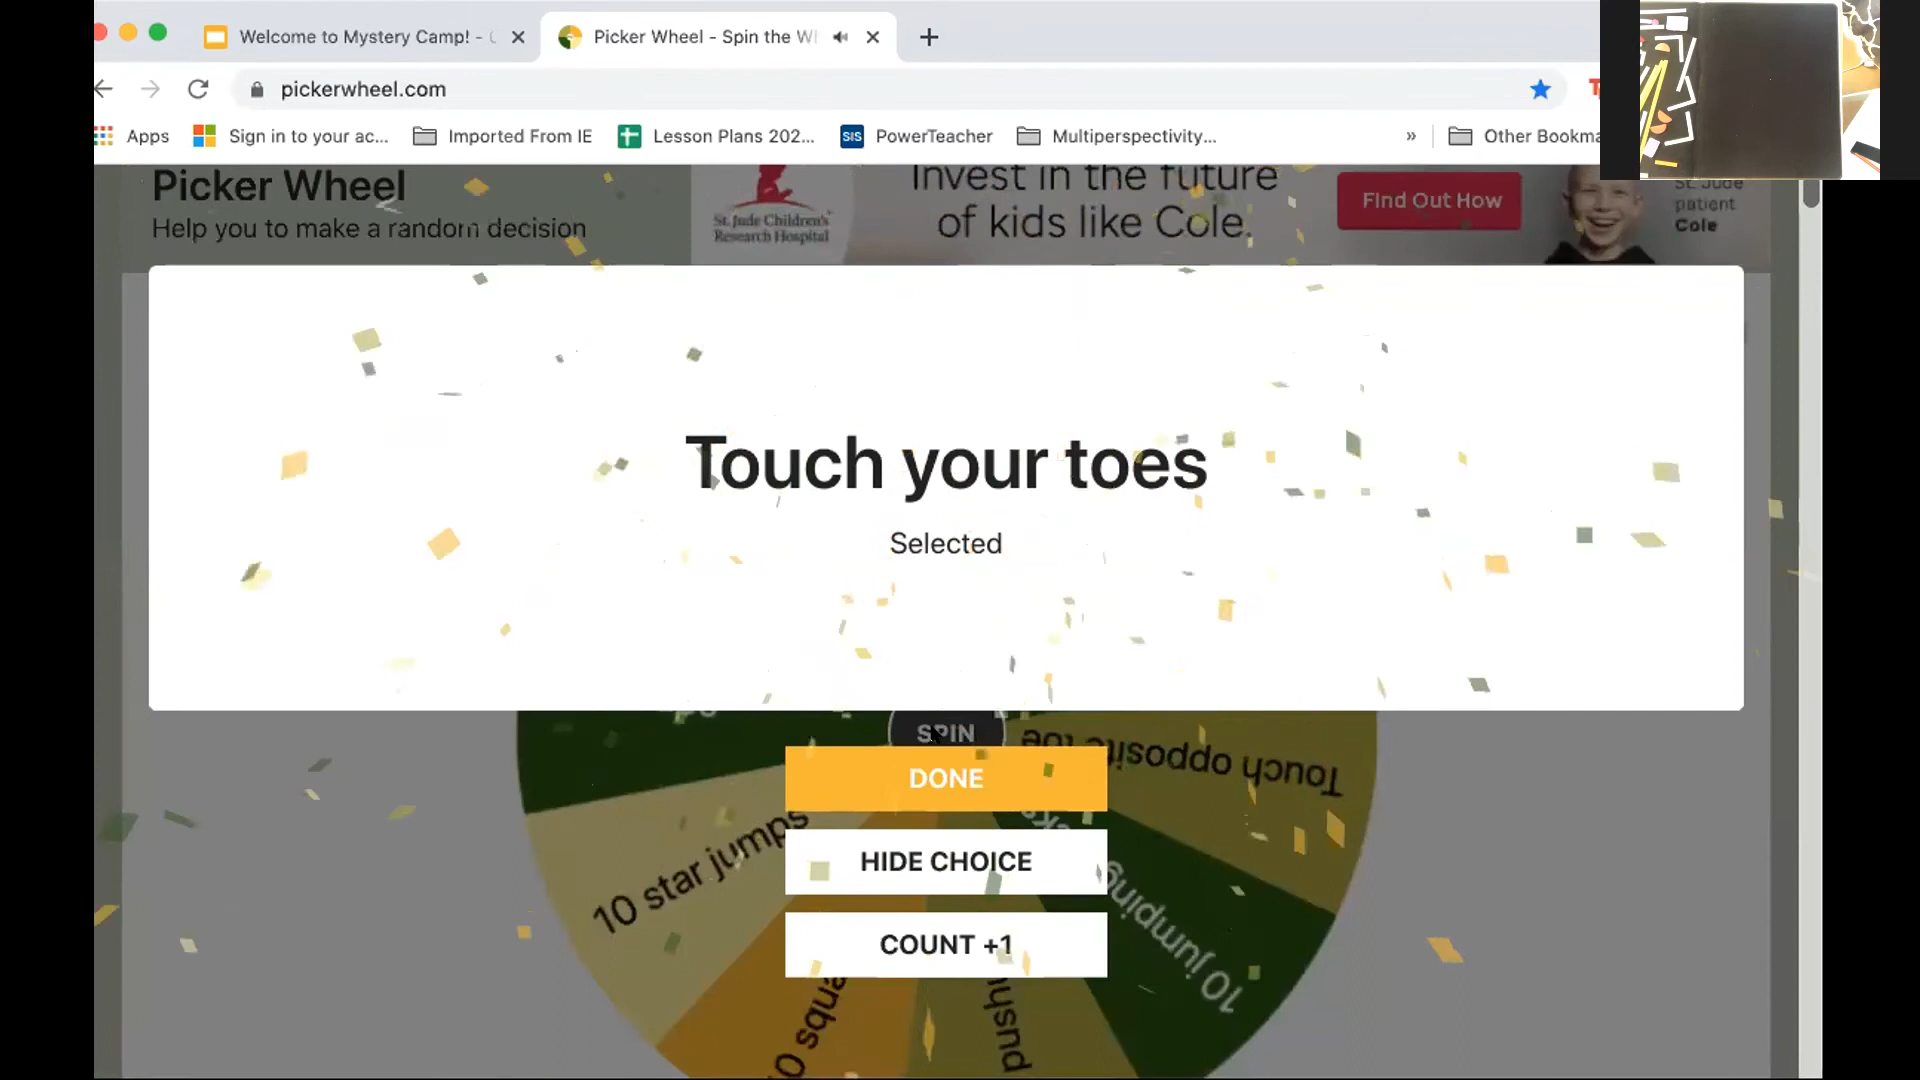 Welcome to Mystery Camp! -
Picker Wheel - Spin the W
pickerwheel.com
Apps
Sign in to your ac...
Imported From IE
Lesson Plans 202...
SIS
PowerTeacher
Multiperspectivity...
»
Other Bookma
Picker Wheel
Help you to make a random decision
St. Jude Children's
Research Hospital
Invest in the future
of kids like Cole.
Find Out How
St. Jude
patient
Cole
Touch your toes
Selected
SPIN
Touch opposite toe
DONE
10 star jumps
HIDE CHOICE
10 jumping
COUNT +1
squa
push